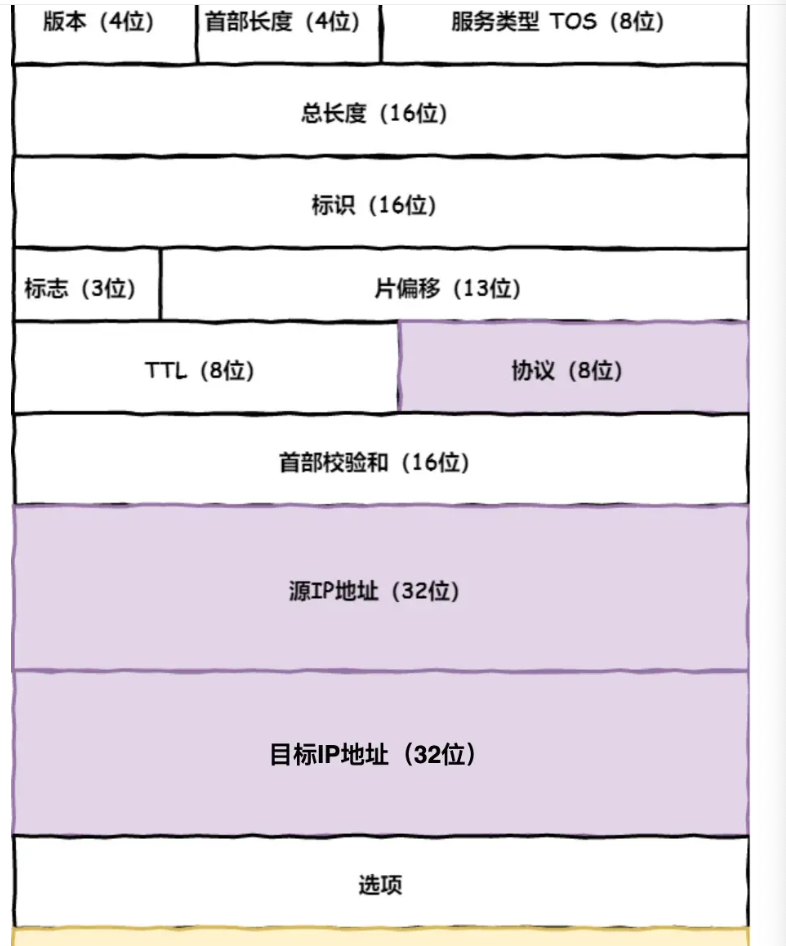 版本（4位） 首部长度（4位） 服务类型 TOS（8位）
总长度（16位）
标识（16位）
标志（3位） 片偏移（13位）
TTL（8位） 协议（8位）
首部校验和（16位）
源IP地址（32位）
目标IP地址（32位）
选项